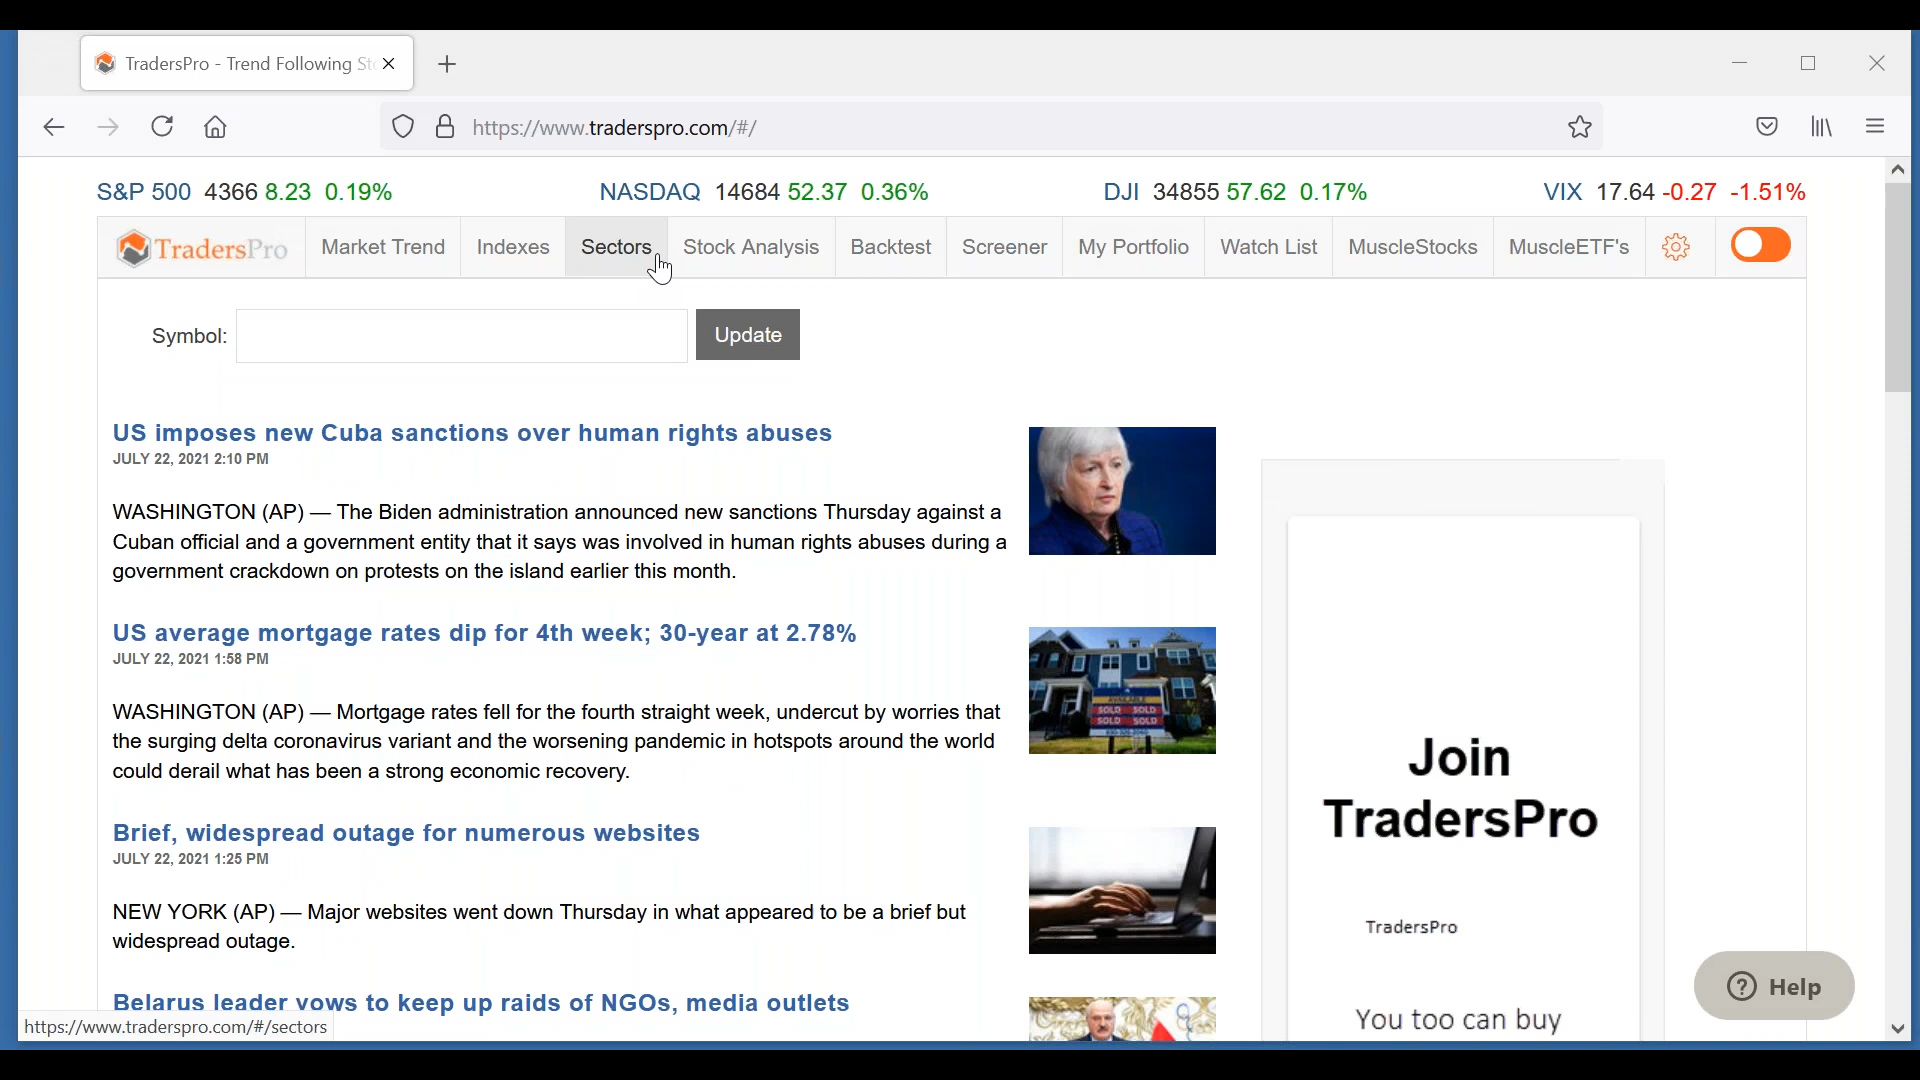 TradersPro - Trend Following St
https://www.traderspro.com/#/
S&P 500 4366 8.23 0.19% NASDAQ 14684 52.37 0.36% DJI 34855 57.62 0.17% VIX 17.64 -0.27 -1.51%
TradersPro Market Trend Indexes Sectors Stock Analysis Backtest Screener My Portfolio Watch List MuscleStocks MuscleETF's
Symbol: Update
US imposes new Cuba sanctions over human rights abuses
JULY 22, 2021 2:10 PM
WASHINGTON (AP) — The Biden administration announced new sanctions Thursday against a
Cuban official and a government entity that it says was involved in human rights abuses during a
government crackdown on protests on the island earlier this month.
US average mortgage rates dip for 4th week; 30-year at 2.78%
JULY 22, 2021 1:58 PM
WASHINGTON (AP) — Mortgage rates fell for the fourth straight week, undercut by worries that
the surging delta coronavirus variant and the worsening pandemic in hotspots around the world
could derail what has been a strong economic recovery.
AVAILABLE
SOLD SOLD
SOLD SOLD
Brief, widespread outage for numerous websites
JULY 22, 2021 1:25 PM
NEW YORK (AP) — Major websites went down Thursday in what appeared to be a brief but
widespread outage.
Belarus leader vows to keep up raids of NGOs, media outlets
Join
TradersPro
TradersPro
You too can buy
Help
https://www.traderspro.com/#/sectors